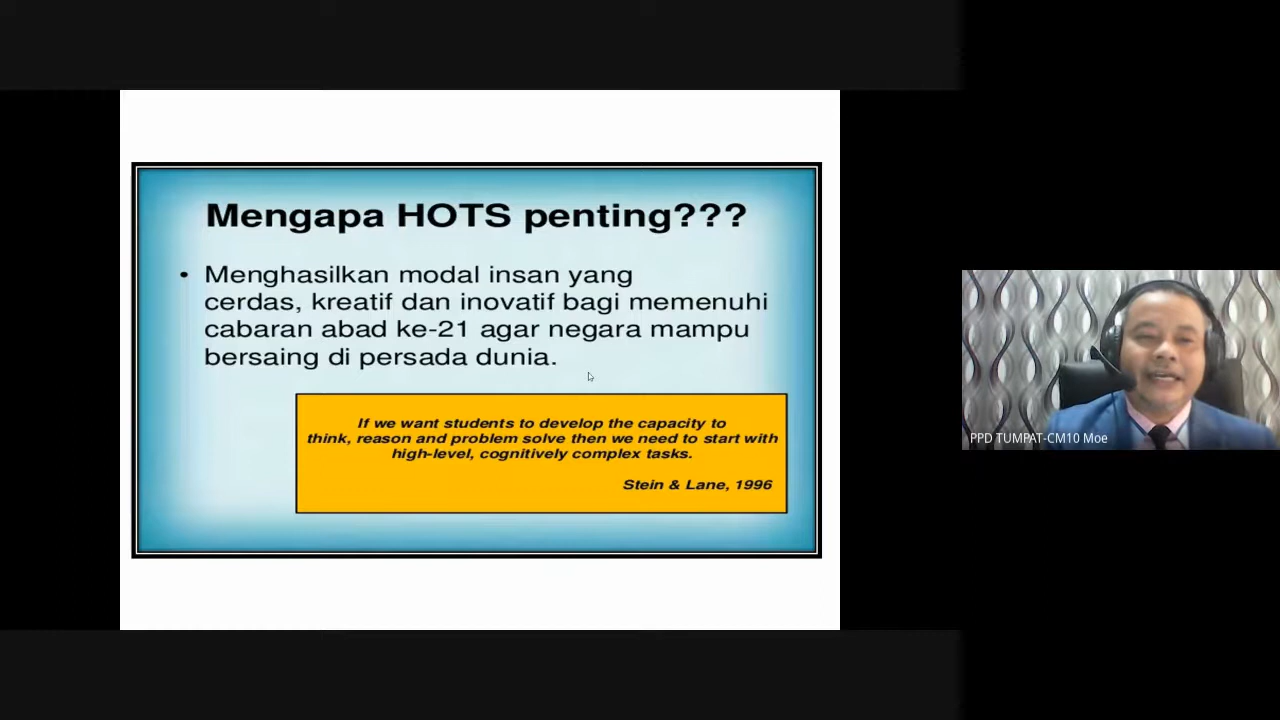 Mengapa HOTS penting???
• Menghasilkan modal insan yang
cerdas, kreatif dan inovatif bagi memenuhi
cabaran abad ke-21 agar negara mampu
bersaing di persada dunia.
If we want students to develop the capacity to
think, reason and problem solve then we need to start with
high-level, cognitively complex tasks.
Stein & Lane, 1996
PPD TUMPAT-CM10 Moe